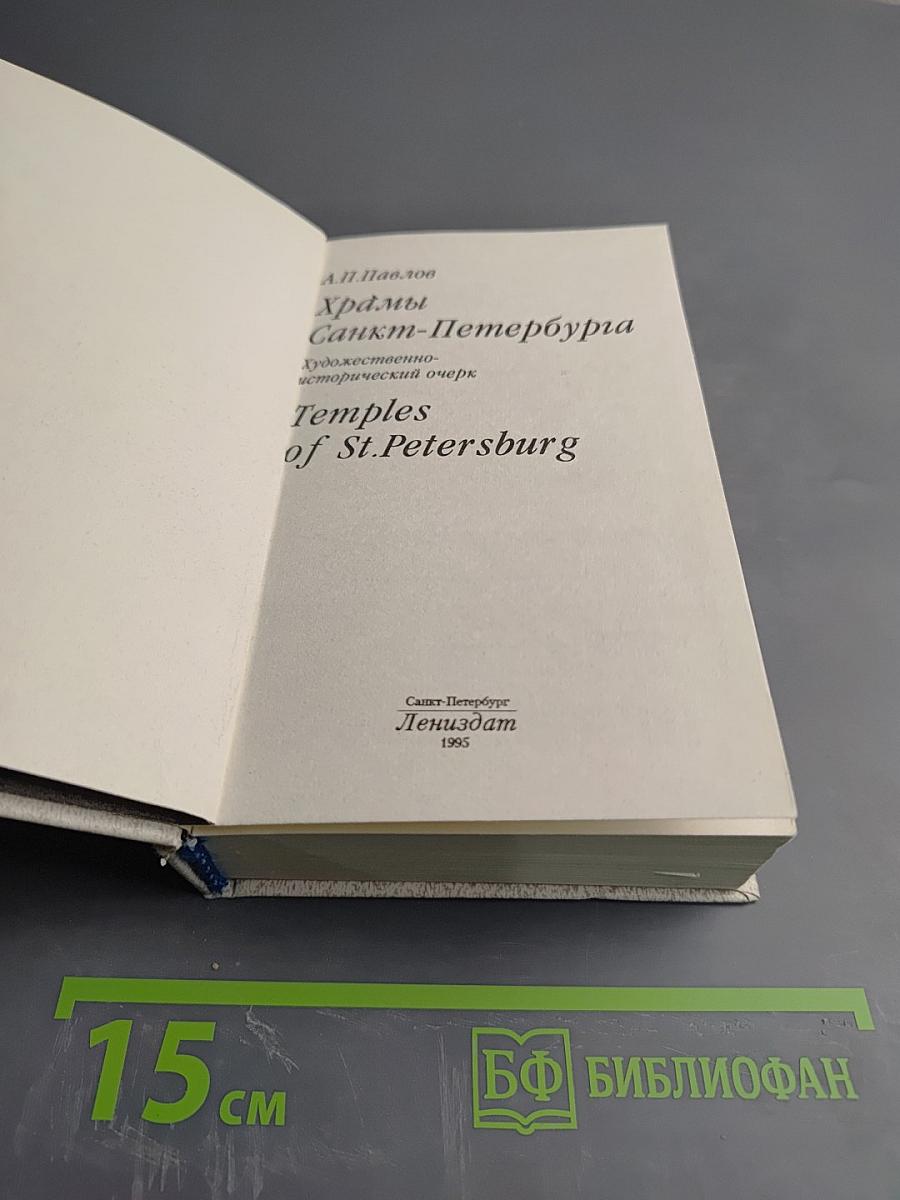 А.П.Павлов
Храмы
Санкт-Петербурга
Художественно-
исторический очерк
Temples
of St.Petersburg
Санкт-Петербург
Лениздат
1995
15 см
БФ БИБЛИОФАН